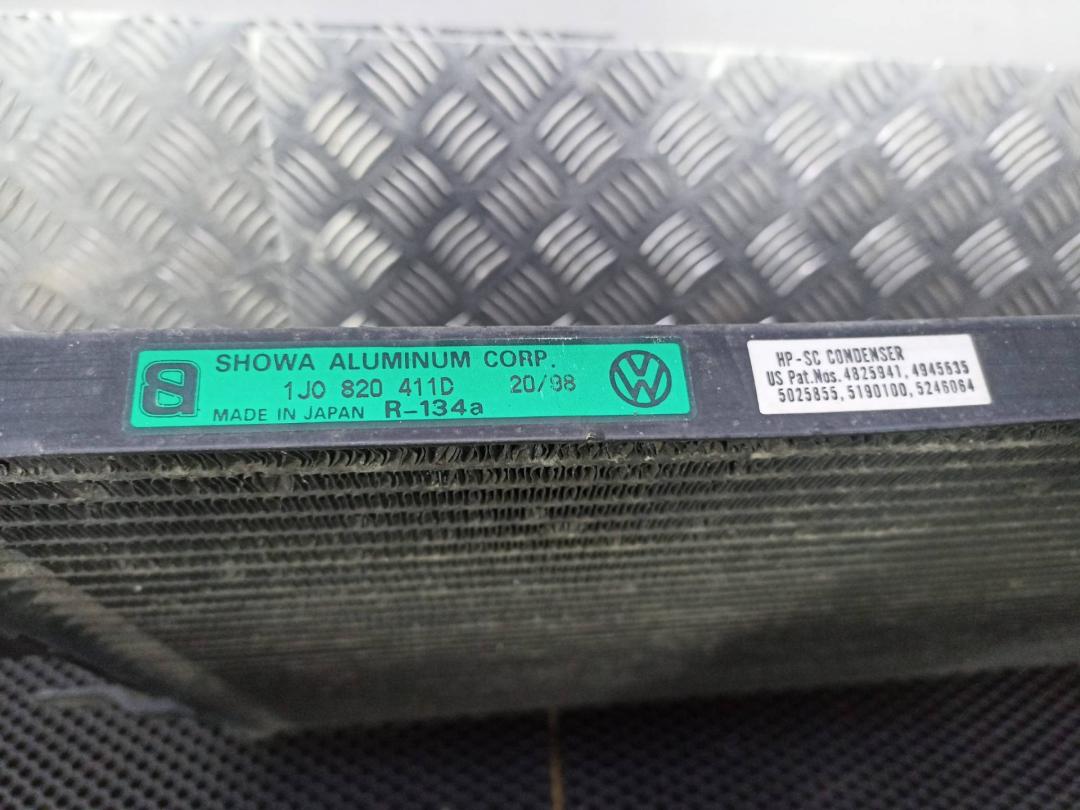 SHOWA ALUMINUM CORP.
1J0 820 411D 20/98
MADE IN JAPAN R-134a
HP-SC CONDENSER
US Pat.Nos. 4825941, 4945635
5025855, 5190100, 5246064